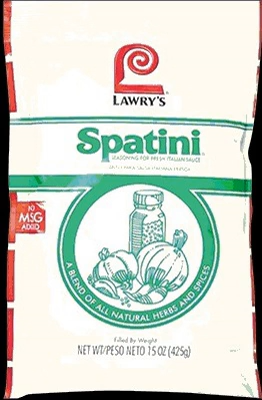 LAWRY'S
Spatini
SEASONING FOR FRESH ITALIAN SAUCE
NO
MSG
ADDED
A BLEND OF ALL NATURAL HERBS AND SPICES
Filled By Weight
NET WT/PESO NETO 15 OZ (425g)